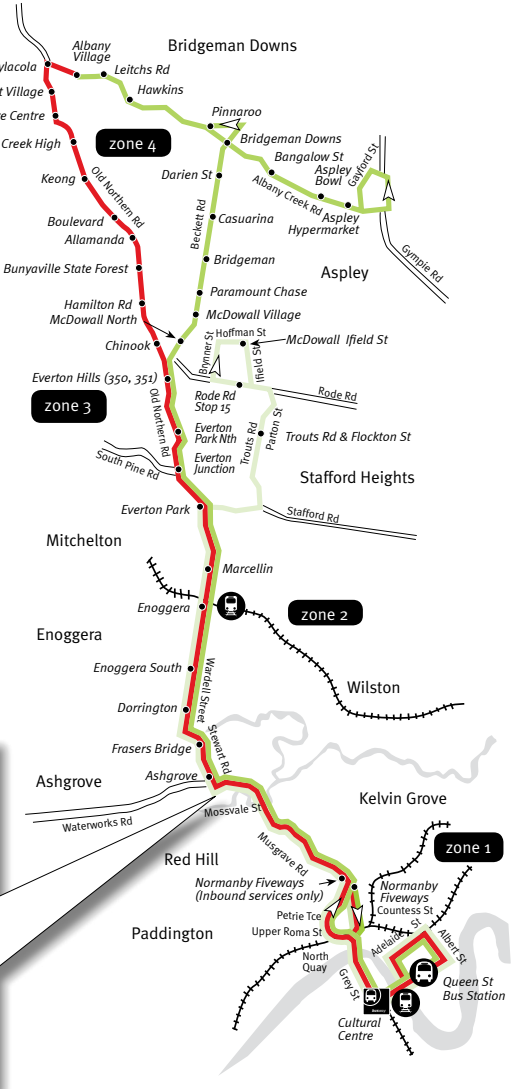 Bridgeman Downs
Albany
Village
Leitchs Rd
Hawkins
Village
Centre
Creek High
zone 4
Pinnaroo
Bridgeman Downs
Bangalow St
Aspley
Bowl
Gayford St
Keong
Old Northern Rd
Darien St
Albany Creek Rd
Aspley
Hypermarket
Boulevard
Allamanda
Beckett Rd
Casuarina
Gympie Rd
Bunyaville State Forest
Bridgeman
Aspley
Hamilton Rd
McDowall North
Paramount Chase
McDowall Village
Chinook
Brynner St
Hoffman St
McDowall Ifield St
Ifield St
Everton Hills (350, 351)
Rode Rd
Stop 15
Rode Rd
zone 3
Old Northern Rd
Everton
Park Nth
Trouts Rd
Patton St
Trouts Rd & Flockton St
South Pine Rd
Everton
Junction
Stafford Heights
Everton Park
Stafford Rd
Mitchelton
Marcellin
Enoggera
zone 2
Enoggera
Enoggera South
Wardell Street
Wilston
Dorrington
Frasers Bridge
Stewart Rd
Ashgrove
Ashgrove
Waterworks Rd
Mossvale St
Kelvin Grove
Red Hill
Musgrave Rd
zone 1
Normanby Fiveways
(Inbound services only)
Normanby
Fiveways
Countess St
Petrie Tce
Upper Roma St
Paddington
Adelaide St
Albert St
North
Quay
Grey St
Queen St
Bus Station
Cultural
Centre